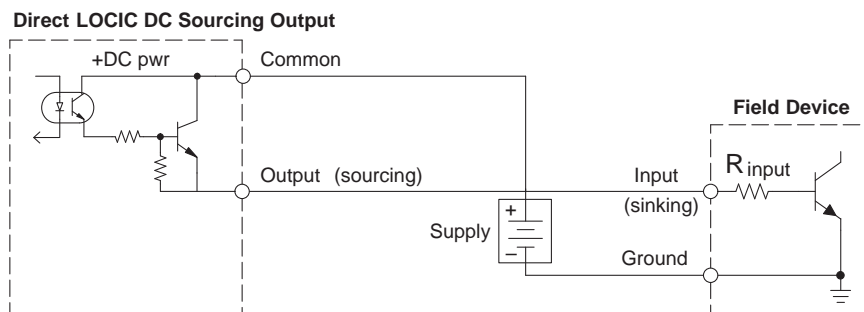 Direct LOCIC DC Sourcing Output
+DC pwr
Common
Field Device
Output (sourcing)
Input
(sinking)
R input
+
Supply
−
Ground